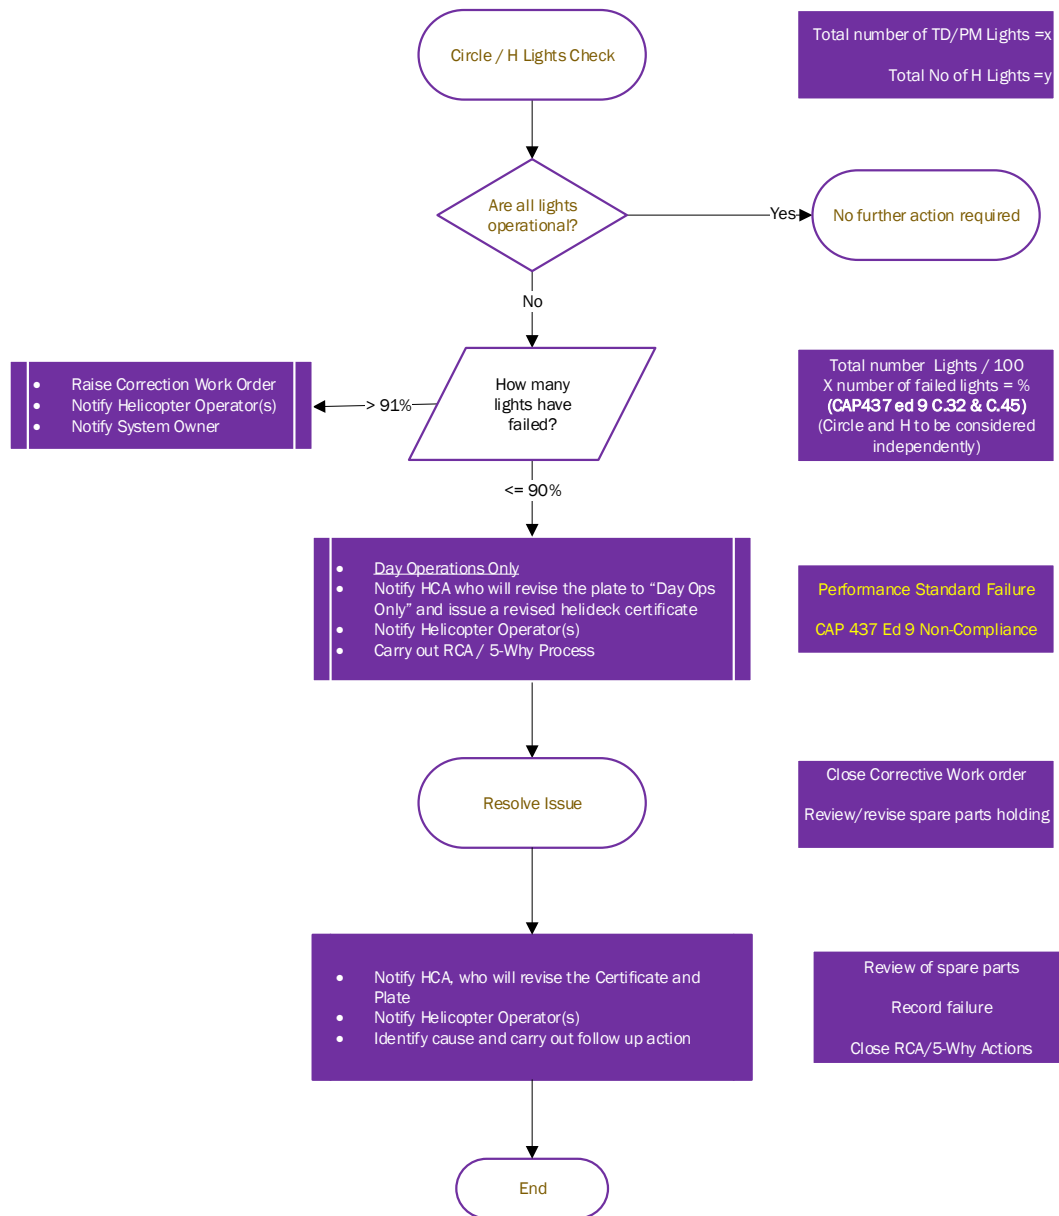 Circle / H Lights Check
Total number of TD/PM Lights =x
Total No of H Lights =y
Are all lights
operational?
Yes
No further action required
No
How many
lights have
failed?
> 91%
• Raise Correction Work Order
• Notify Helicopter Operator(s)
• Notify System Owner
Total number Lights / 100
X number of failed lights = %
(CAP437 ed 9 C.32 & C.45)
(Circle and H to be considered
independently)
<= 90%
• Day Operations Only
• Notify HCA who will revise the plate to “Day Ops
Only” and issue a revised helideck certificate
• Notify Helicopter Operator(s)
• Carry out RCA / 5-Why Process
Performance Standard Failure
CAP 437 Ed 9 Non-Compliance
Resolve Issue
Close Corrective Work order
Review/revise spare parts holding
• Notify HCA, who will revise the Certificate and
Plate
• Notify Helicopter Operator(s)
• Identify cause and carry out follow up action
Review of spare parts
Record failure
Close RCA/5-Why Actions
End